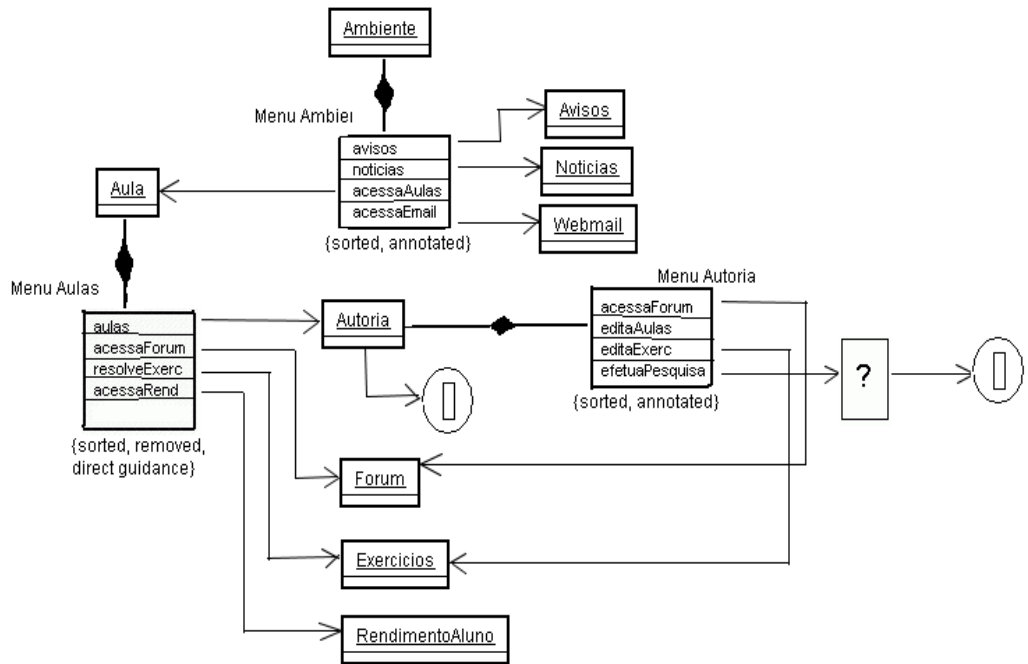 Ambiente
Menu Ambiei
avisos
noticias
acessaAulas
acessaEmail
{sorted, annotated}
Avisos
Noticias
Webmail
Aula
Menu Aulas
aulas
acessaForum
resolveExerc
acessaRend
{sorted, removed,
direct guidance}
Autoria
Menu Autoria
acessaForum
editaAulas
editaExerc
efetuaPesquisa
{sorted, annotated}
?
Forum
Exercicios
RendimentoAluno